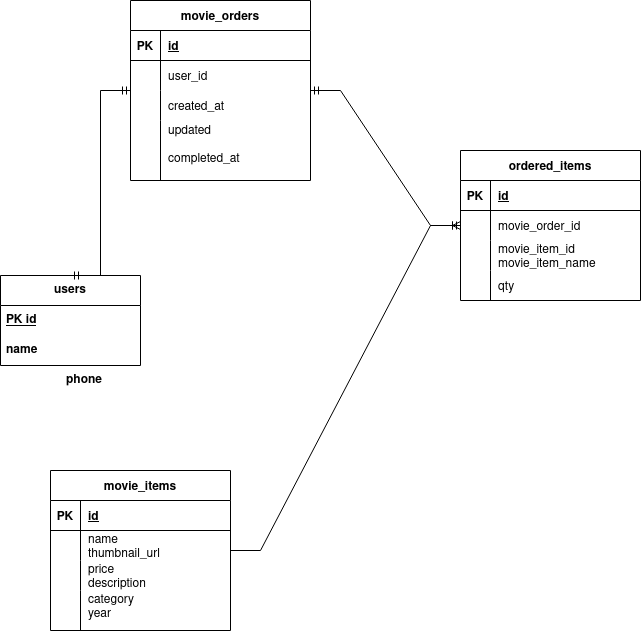 movie_orders
PK id
user_id
created_at
updated
completed_at
ordered_items
PK id
movie_order_id
movie_item_id
movie_item_name
qty
users
PK id
name
phone
movie_items
PK id
name
thumbnail_url
price
description
category
year